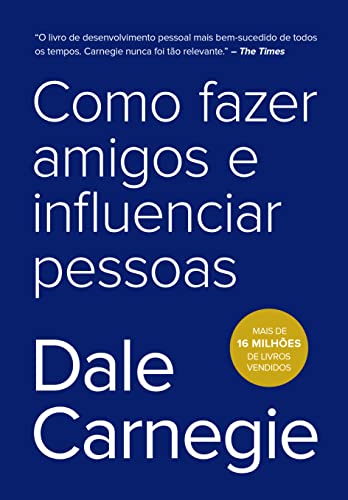 “O livro de desenvolvimento pessoal mais bem-sucedido de todos
os tempos. Carnegie nunca foi tão relevante.” – The Times
Como fazer
amigos e
influenciar
pessoas
MAIS DE
16 MILHÕES
DE LIVROS
VENDIDOS
Dale
Carnegie